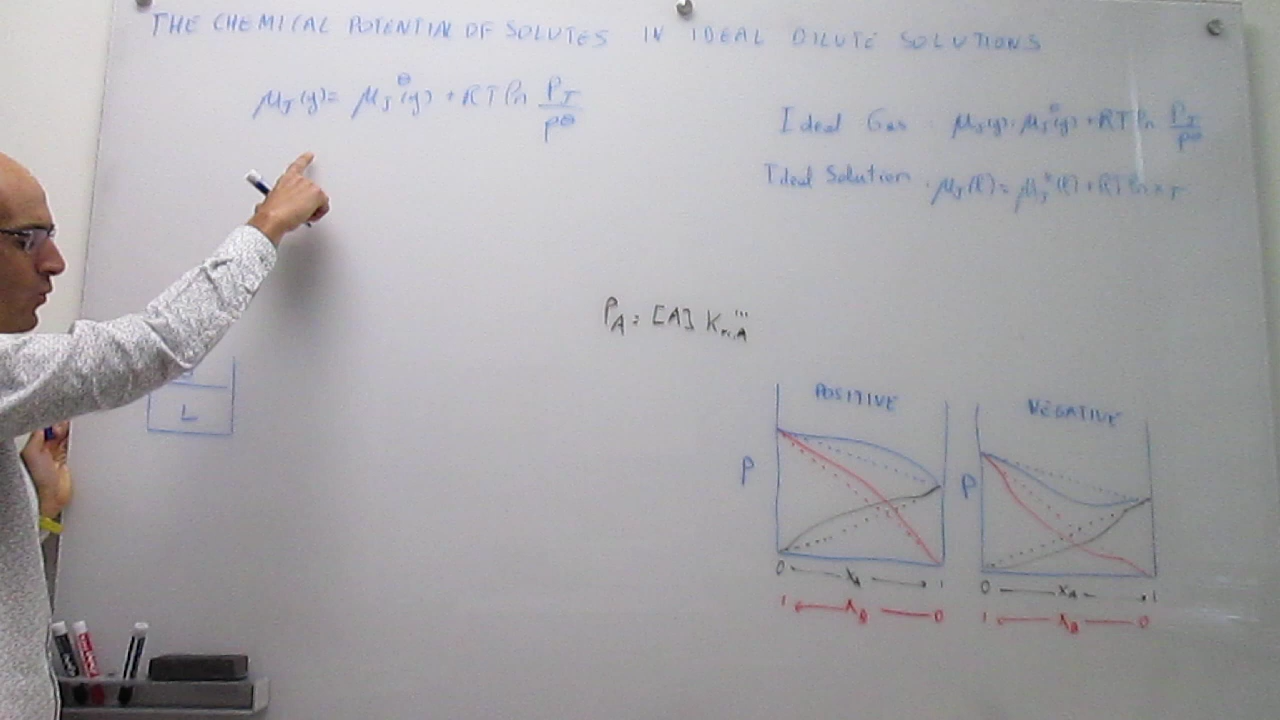 THE CHEMICAL POTENTIAL OF SOLUTES IN IDEAL DILUTE SOLUTIONS
μ_J(g) = μ_J^⊖(g) + RT ln P_J/P^⊖
Ideal Gas. μ_J(g) = μ_J^⊖(g) + RT ln P_J/P^⊖
Ideal Solution. μ_J(l) = μ_J^*(l) + RT ln x_J
P_A = [A] K'''
L
POSITIVE
NEGATIVE
P
P
0 x_A 1
1 x_B 0
0 x_A 1
1 x_B 0